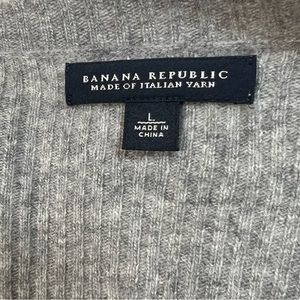 BANANA REPUBLIC
MADE OF ITALIAN YARN
L
MADE IN
CHINA